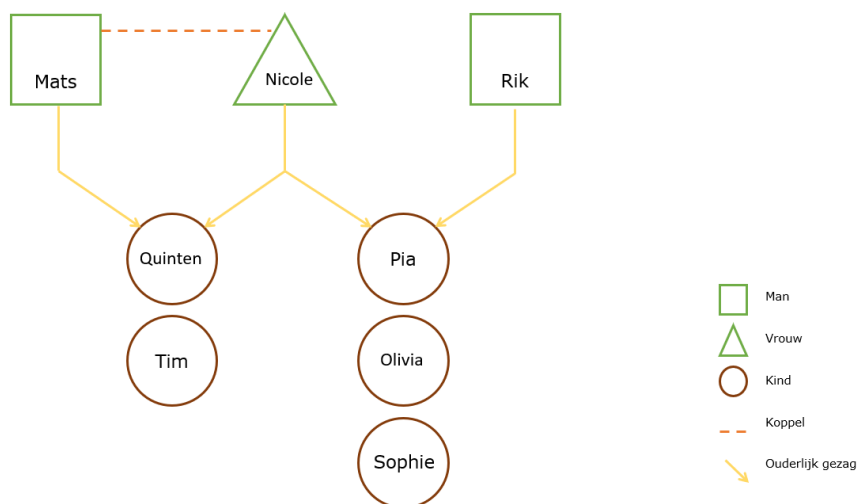 Mats
Nicole
Rik
Quinten
Pia
Tim
Olivia
Sophie
Man
Vrouw
Kind
Koppel
Ouderlijk gezag